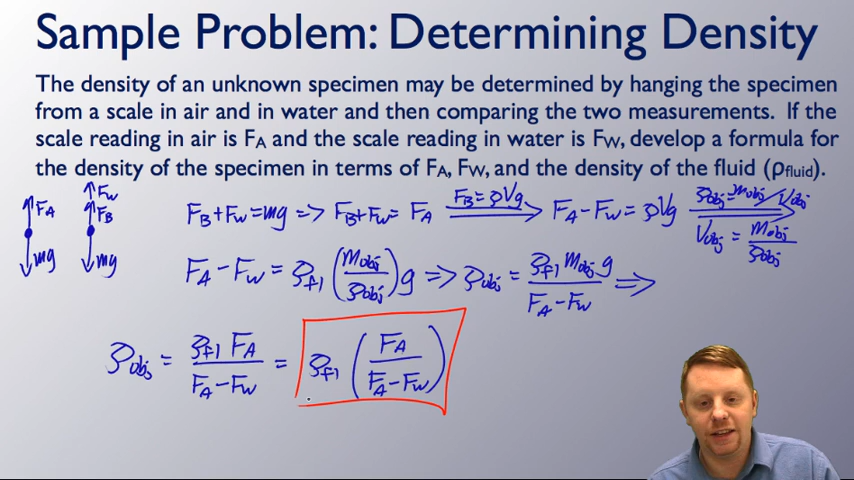 Sample Problem: Determining Density
The density of an unknown specimen may be determined by hanging the specimen
from a scale in air and in water and then comparing the two measurements. If the
scale reading in air is FA and the scale reading in water is FW, develop a formula for
the density of the specimen in terms of FA, FW, and the density of the fluid (ρfluid).
FA
mg
FW
FB
mg
FB + FW = mg => FB + FW = FA FB = ρVg → FA − FW = ρVg ρobj = mobj/Vobj → Vobj = mobj/ρobj
FA − FW = ρfl (mobj/ρobj) g => ρobj = ρfl mobj g / (FA − FW) =>
ρobj = ρfl FA / (FA − FW) = ρfl (FA / (FA − FW))